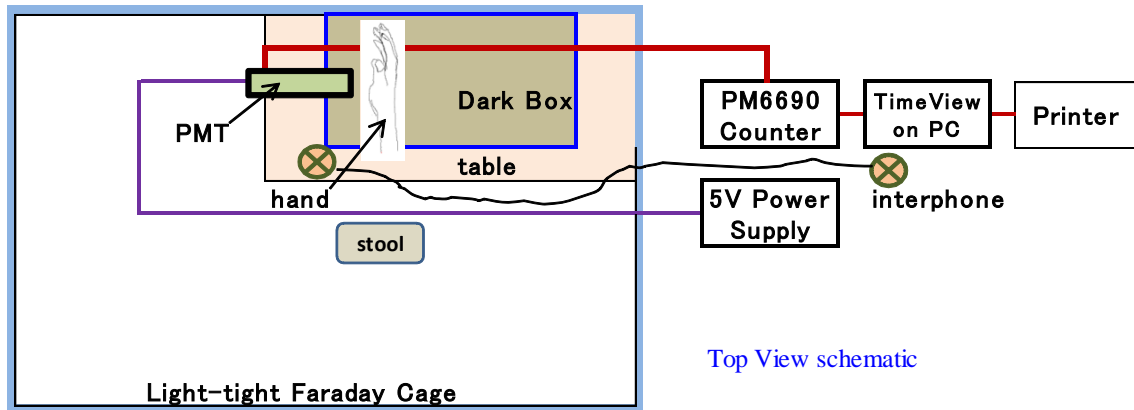 PMT
hand
Dark Box
table
stool
Light-tight Faraday Cage
PM6690
Counter
TimeView
on PC
Printer
5V Power
Supply
interphone
Top View schematic